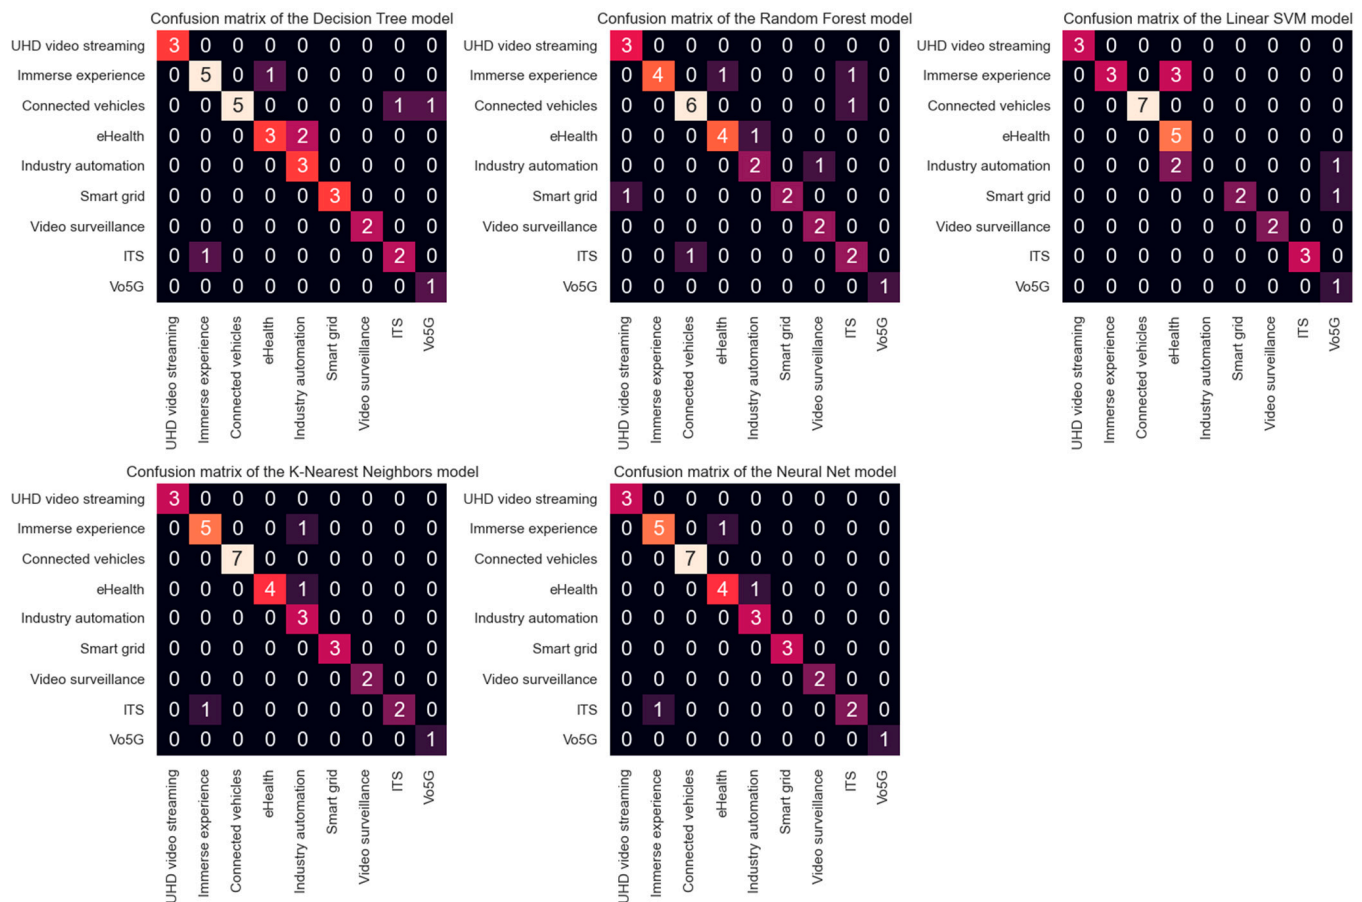 Confusion matrix of the Decision Tree model
UHD video streaming 3 0 0 0 0 0 0 0 0
Immerse experience 0 5 0 1 0 0 0 0 0
Connected vehicles 0 0 5 0 0 0 0 1 1
eHealth 0 0 0 3 2 0 0 0 0
Industry automation 0 0 0 0 3 0 0 0 0
Smart grid 0 0 0 0 0 3 0 0 0
Video surveillance 0 0 0 0 0 0 2 0 0
ITS 0 1 0 0 0 0 0 2 0
Vo5G 0 0 0 0 0 0 0 0 1
UHD video streaming
Immerse experience
Connected vehicles
eHealth
Industry automation
Smart grid
Video surveillance
ITS
Vo5G
Confusion matrix of the Random Forest model
UHD video streaming 3 0 0 0 0 0 0 0 0
Immerse experience 0 4 0 1 0 0 0 1 0
Connected vehicles 0 0 6 0 0 0 0 1 0
eHealth 0 0 0 4 1 0 0 0 0
Industry automation 0 0 0 0 2 0 1 0 0
Smart grid 1 0 0 0 0 2 0 0 0
Video surveillance 0 0 0 0 0 0 2 0 0
ITS 0 0 1 0 0 0 0 2 0
Vo5G 0 0 0 0 0 0 0 0 1
UHD video streaming
Immerse experience
Connected vehicles
eHealth
Industry automation
Smart grid
Video surveillance
ITS
Vo5G
Confusion matrix of the Linear SVM model
UHD video streaming 3 0 0 0 0 0 0 0 0
Immerse experience 0 3 0 3 0 0 0 0 0
Connected vehicles 0 0 7 0 0 0 0 0 0
eHealth 0 0 0 5 0 0 0 0 0
Industry automation 0 0 0 2 0 0 0 0 1
Smart grid 0 0 0 0 0 2 0 0 1
Video surveillance 0 0 0 0 0 0 2 0 0
ITS 0 0 0 0 0 0 0 3 0
Vo5G 0 0 0 0 0 0 0 0 1
UHD video streaming
Immerse experience
Connected vehicles
eHealth
Industry automation
Smart grid
Video surveillance
ITS
Vo5G
Confusion matrix of the K-Nearest Neighbors model
UHD video streaming 3 0 0 0 0 0 0 0 0
Immerse experience 0 5 0 0 1 0 0 0 0
Connected vehicles 0 0 7 0 0 0 0 0 0
eHealth 0 0 0 4 1 0 0 0 0
Industry automation 0 0 0 0 3 0 0 0 0
Smart grid 0 0 0 0 0 3 0 0 0
Video surveillance 0 0 0 0 0 0 2 0 0
ITS 0 1 0 0 0 0 0 2 0
Vo5G 0 0 0 0 0 0 0 0 1
UHD video streaming
Immerse experience
Connected vehicles
eHealth
Industry automation
Smart grid
Video surveillance
ITS
Vo5G
Confusion matrix of the Neural Net model
UHD video streaming 3 0 0 0 0 0 0 0 0
Immerse experience 0 5 0 1 0 0 0 0 0
Connected vehicles 0 0 7 0 0 0 0 0 0
eHealth 0 0 0 4 1 0 0 0 0
Industry automation 0 0 0 0 3 0 0 0 0
Smart grid 0 0 0 0 0 3 0 0 0
Video surveillance 0 0 0 0 0 0 2 0 0
ITS 0 1 0 0 0 0 0 2 0
Vo5G 0 0 0 0 0 0 0 0 1
UHD video streaming
Immerse experience
Connected vehicles
eHealth
Industry automation
Smart grid
Video surveillance
ITS
Vo5G